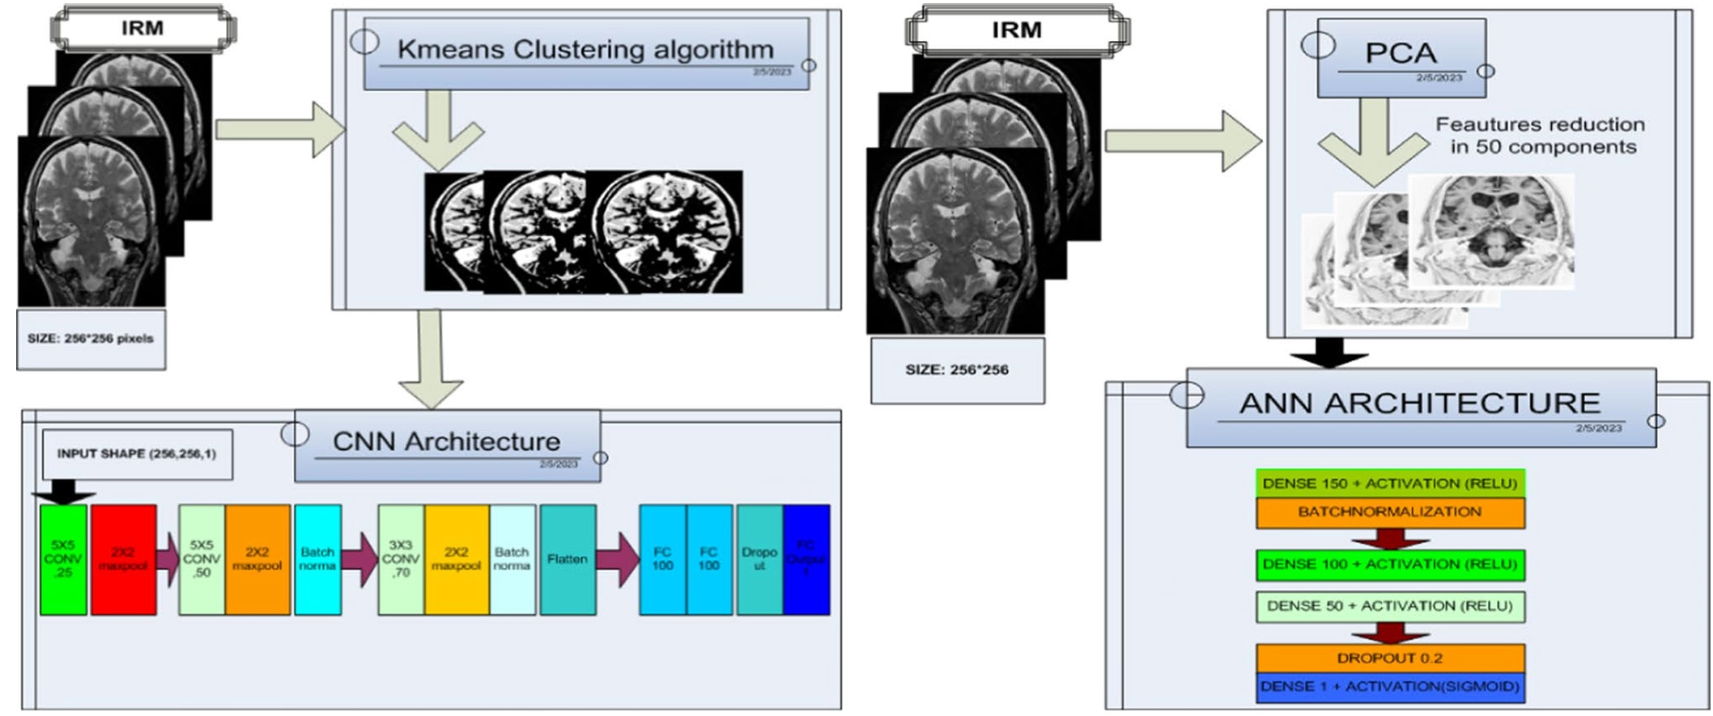 IRM
Kmeans Clustering algorithm
2/5/2023
SIZE: 256*256 pixels
CNN Architecture
2/5/2023
INPUT SHAPE (256,256,1)
5X5
CONV
,25
2X2
maxpool
5X5
CONV
,50
2X2
maxpool
Batch
norma
3X3
CONV
,70
2X2
maxpool
Batch
norma
Flatten
FC
100
FC
100
Dropo
ut
FC
Outpu
t
IRM
PCA
2/5/2023
Feautures reduction
in 50 components
SIZE: 256*256
ANN ARCHITECTURE
2/5/2023
DENSE 150 + ACTIVATION (RELU)
BATCHNORMALIZATION
DENSE 100 + ACTIVATION (RELU)
DENSE 50 + ACTIVATION (RELU)
DROPOUT 0.2
DENSE 1 + ACTIVATION(SIGMOID)